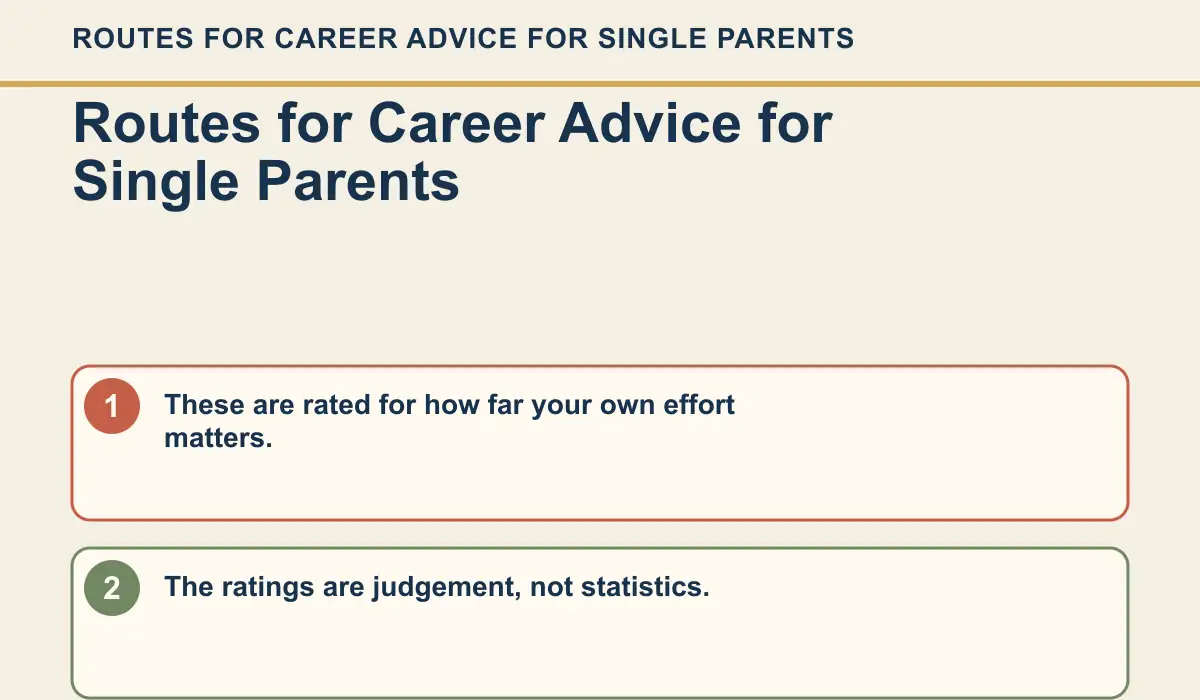 ROUTES FOR CAREER ADVICE FOR SINGLE PARENTS
Routes for Career Advice for
Single Parents
1
These are rated for how far your own effort
matters.
2
The ratings are judgement, not statistics.